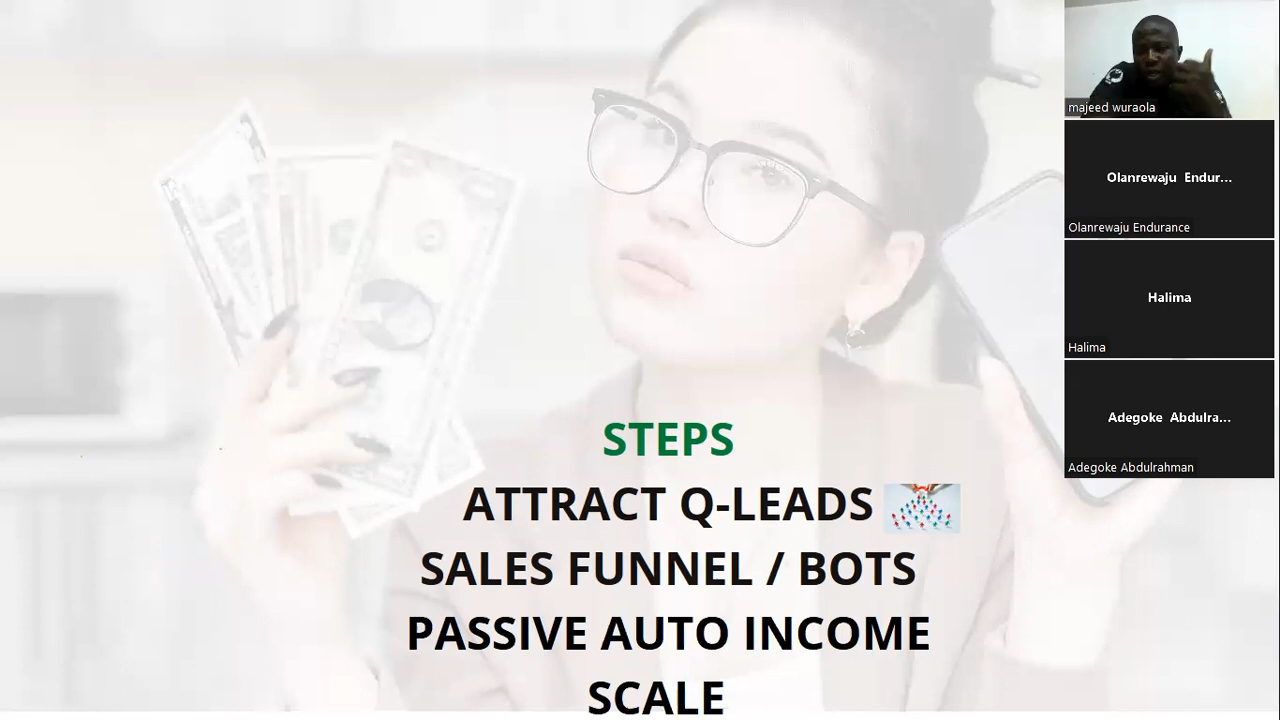 STEPS
ATTRACT Q-LEADS
SALES FUNNEL / BOTS
PASSIVE AUTO INCOME
SCALE
majeed wuraola
Olanrewaju Endur...
Olanrewaju Endurance
Halima
Halima
Adegoke Abdulra...
Adegoke Abdulrahman